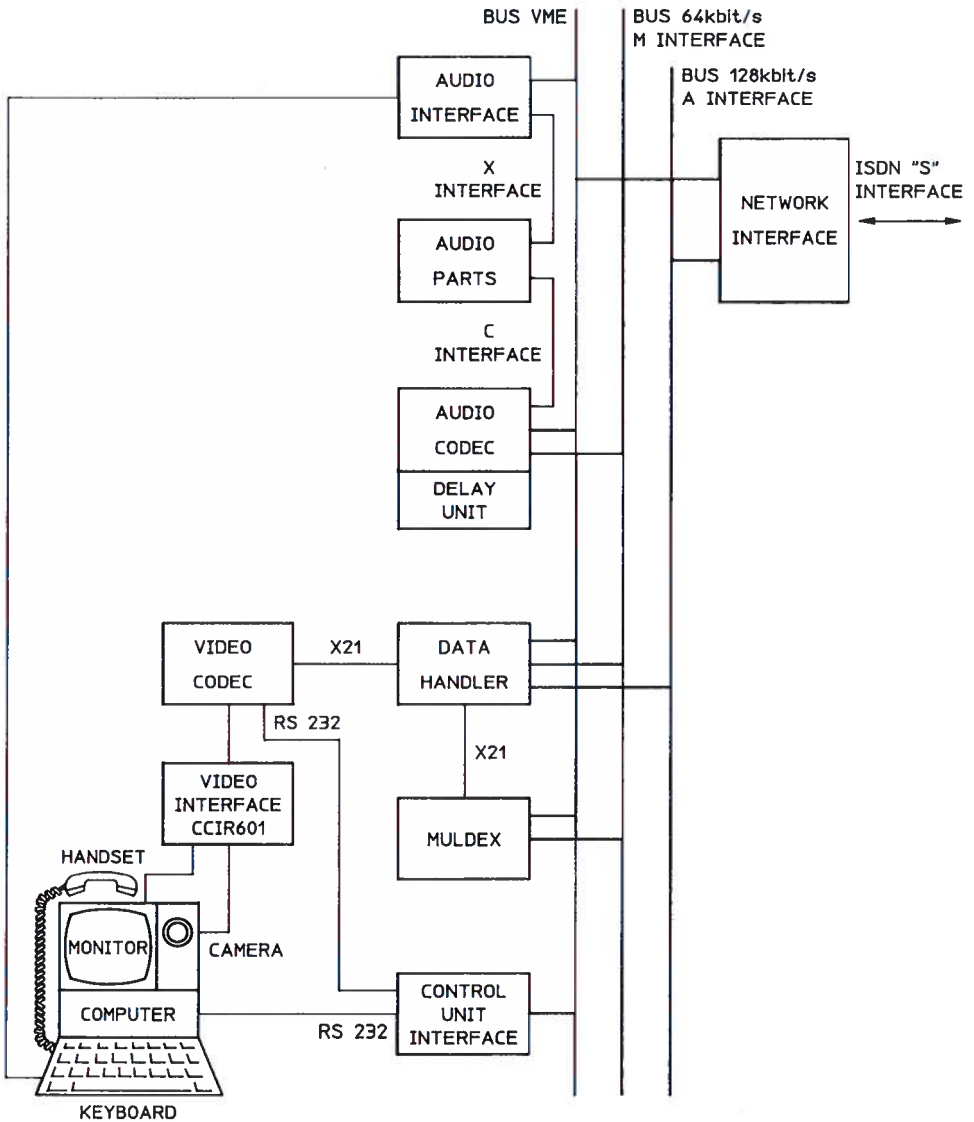 BUS VME
BUS 64kbit/s
M INTERFACE
BUS 128kbit/s
A INTERFACE
AUDIO
INTERFACE
X
INTERFACE
ISDN "S"
INTERFACE
NETWORK
INTERFACE
AUDIO
PARTS
C
INTERFACE
AUDIO
CODEC
DELAY
UNIT
VIDEO
CODEC
X21
DATA
HANDLER
RS 232
X21
VIDEO
INTERFACE
CCIR601
MULDEX
HANDSET
MONITOR
CAMERA
COMPUTER
RS 232
CONTROL
UNIT
INTERFACE
KEYBOARD